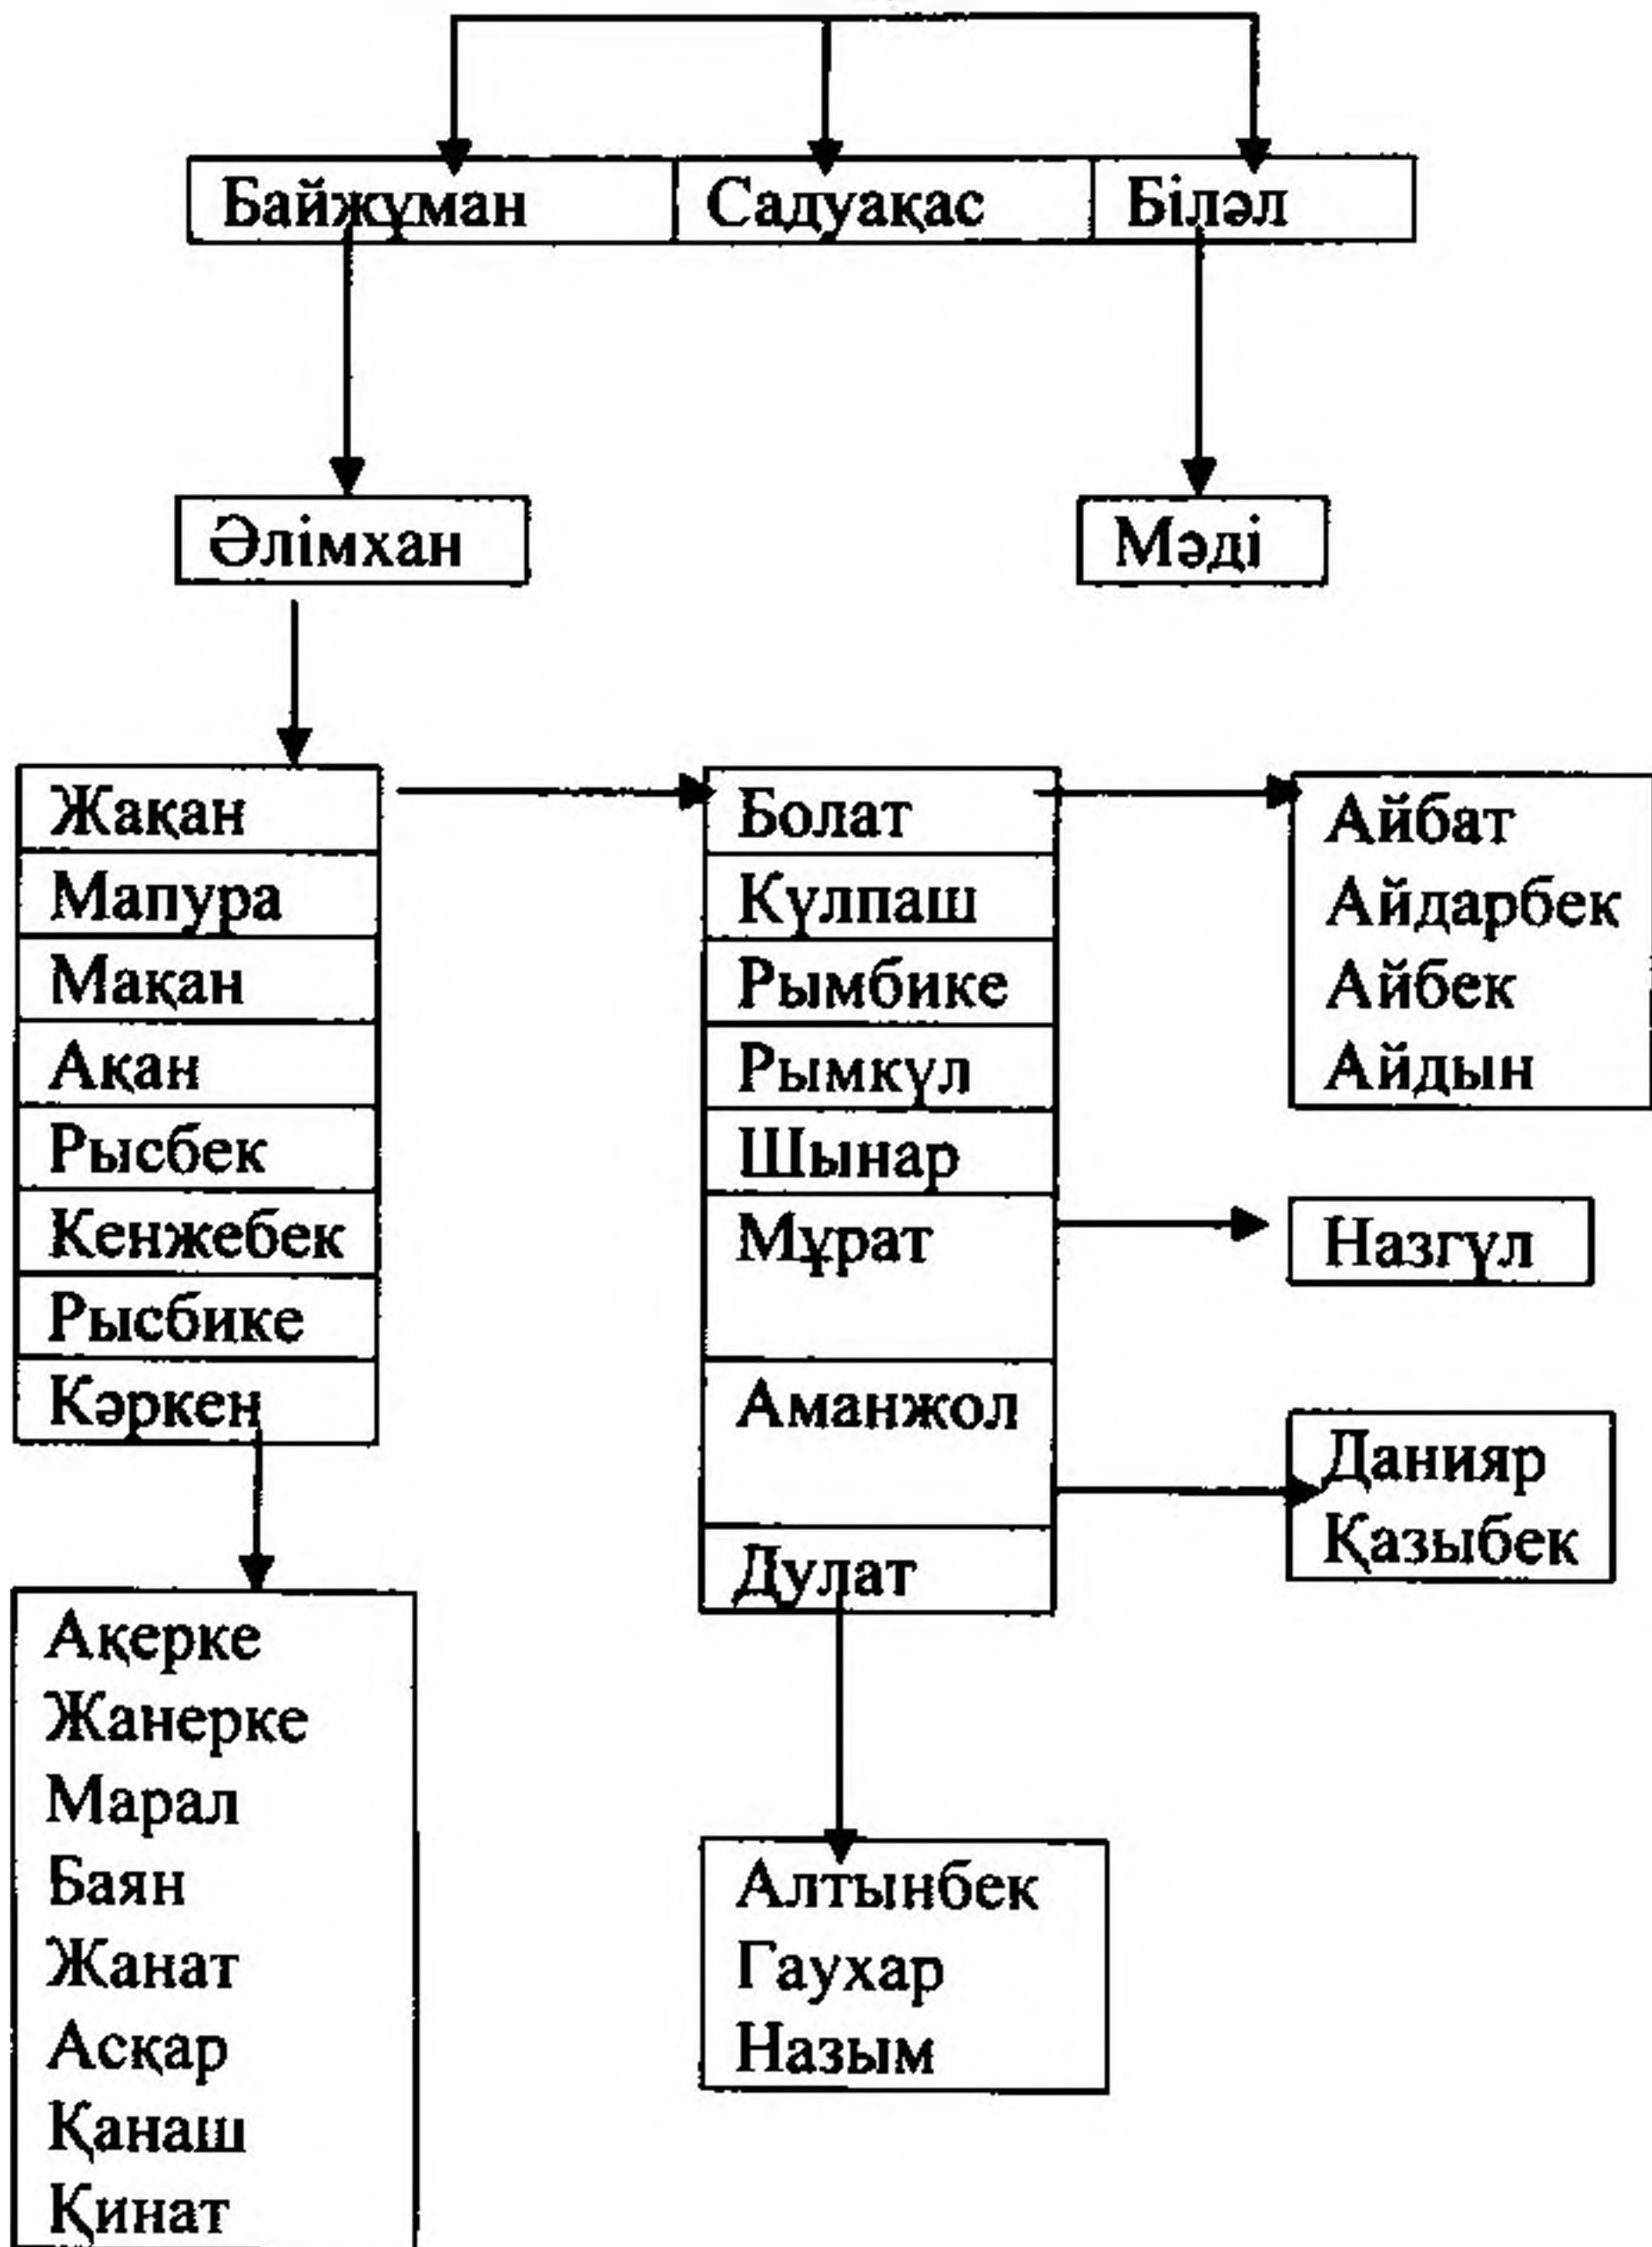 Байжұман Садуақас Біләл
Әлімхан Мәді
Жақан
Мапура
Мақан
Ақан
Рысбек
Кенжебек
Рысбике
Кәркен
Болат
Күлпаш
Рымбике
Рымкүл
Шынар
Мұрат
Аманжол
Дулат
Айбат
Айдарбек
Айбек
Айдын
Назгүл
Данияр
Қазыбек
Ақерке
Жанерке
Марал
Баян
Жанат
Асқар
Қанаш
Қинат
Алтынбек
Гаухар
Назым